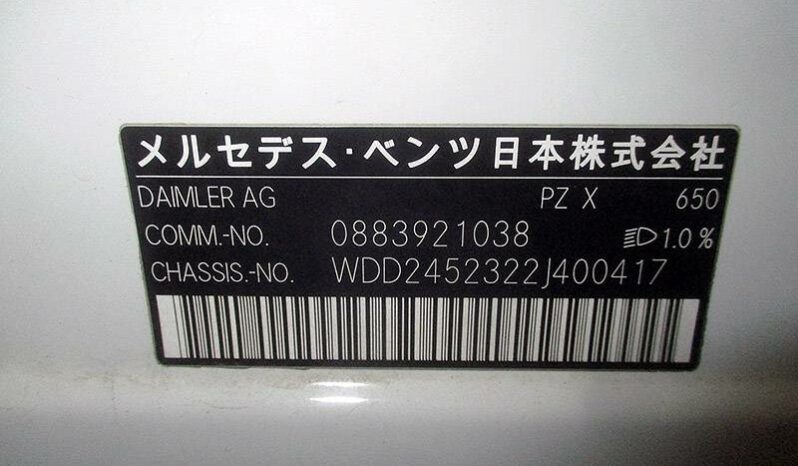 メルセデス・ベンツ日本株式会社
DAIMLER AG PZ X 650
COMM.-NO. 0883921038 1.0%
CHASSIS.-NO. WDD2452322J400417